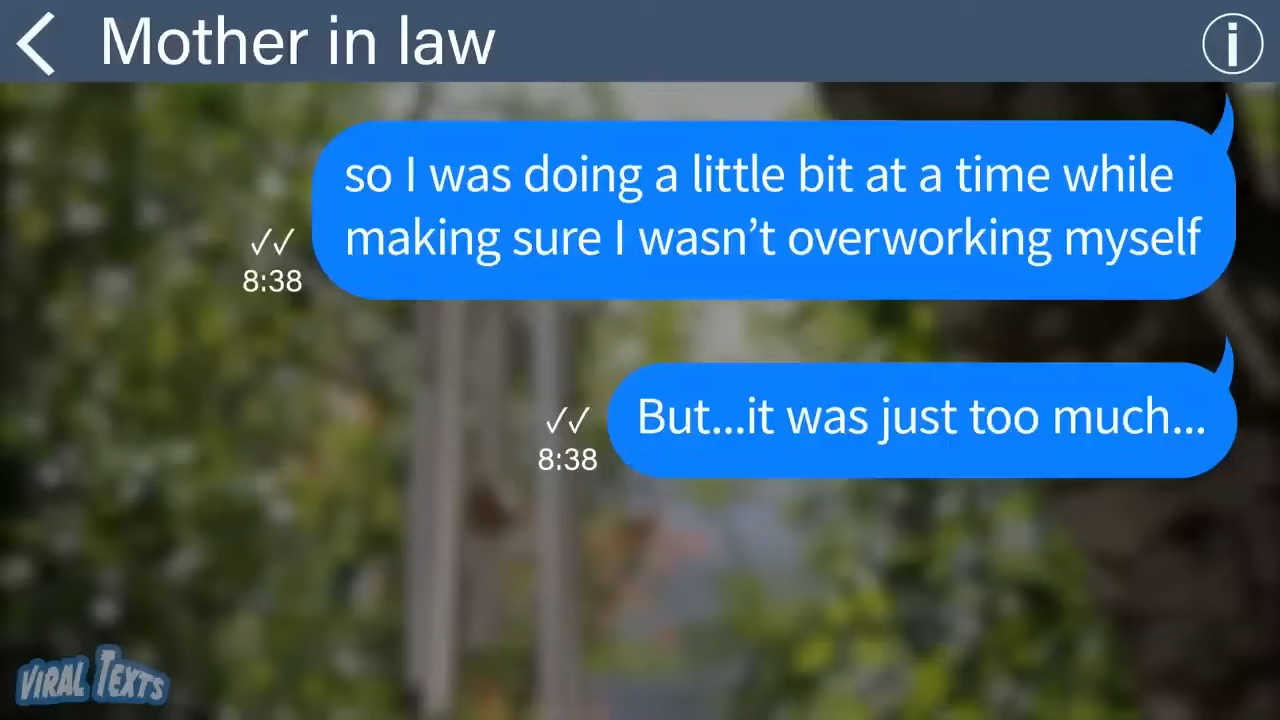 Mother in law
so I was doing a little bit at a time while
making sure I wasn’t overworking myself
8:38
But...it was just too much...
8:38
VIRAL TEXTS